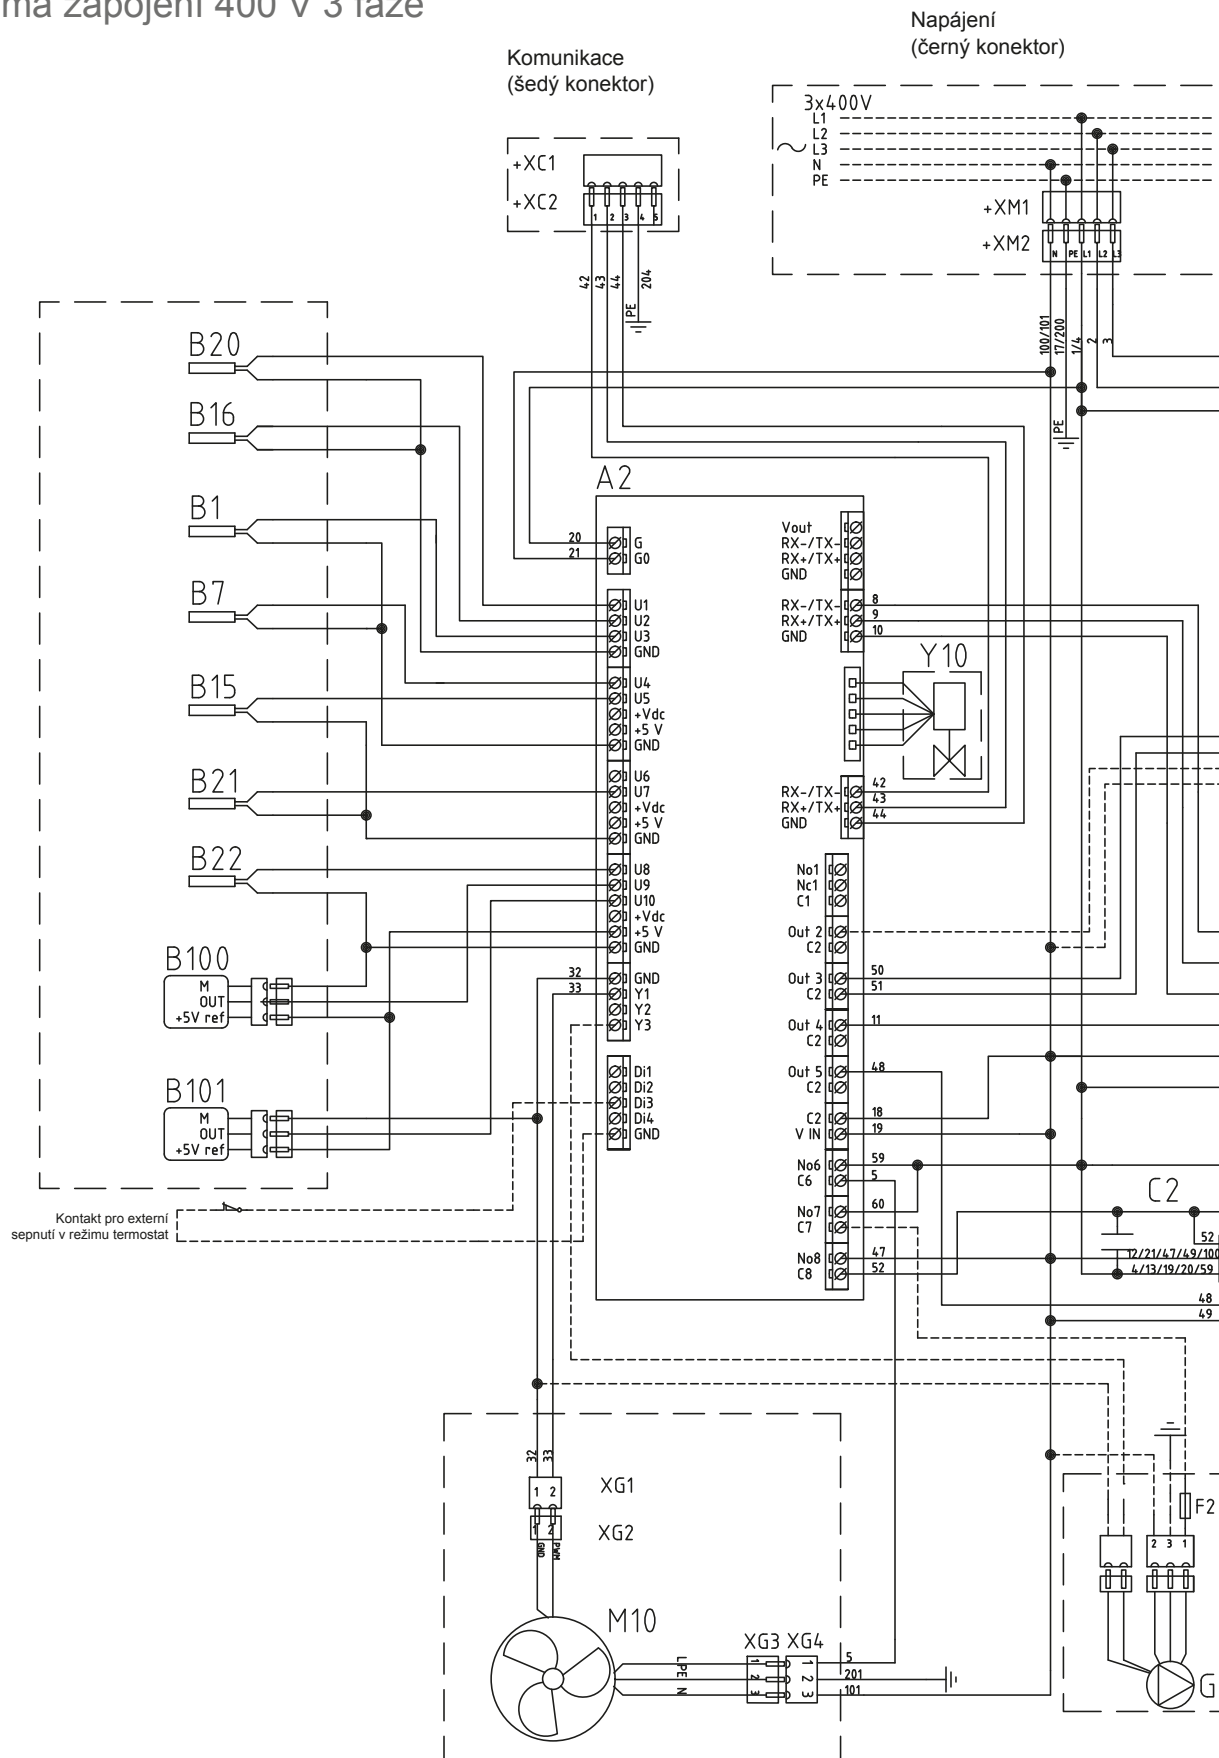 ma zapojení 400 V 3 fáze
Napájení
(černý konektor)
Komunikace
(šedý konektor)
3x400V
L1
L2
L3
N
PE
+XC1
+XC2
1 2 3 4 5
+XM1
+XM2
N PE L1 L2 L3
42 43 44 PE 204
100/101 17/200 1/4 2 3
PE
B20
B16
B1
B7
B15
B21
B22
B100
M
OUT
+5V ref
B101
M
OUT
+5V ref
Kontakt pro externí
sepnutí v režimu termostat
A2
20 G
21 G0
U1
U2
U3
GND
U4
U5
+Vdc
+5 V
GND
U6
U7
+Vdc
+5 V
GND
U8
U9
U10
+Vdc
+5 V
GND
32 GND
33 Y1
Y2
Y3
Di1
Di2
Di3
Di4
GND
Vout
RX-/TX-
RX+/TX+
GND
RX-/TX- 8
RX+/TX+ 9
GND 10
Y10
RX-/TX- 42
RX+/TX+ 43
GND 44
No1
Nc1
C1
Out 2
C2
Out 3 50
C2 51
Out 4 11
C2
Out 5 48
C2
C2 18
V IN 19
No6 59
C6 5
No7 60
C7
No8 47
C8 52
C2
52
12/21/47/49/100
4/13/19/20/59
48
49
32 33
1 2
XG1
1 2
XG2
GND PWM
M10
L PE N
XG3 XG4
1 1 5
2 2 201
3 3 101
F2
2 3 1
G